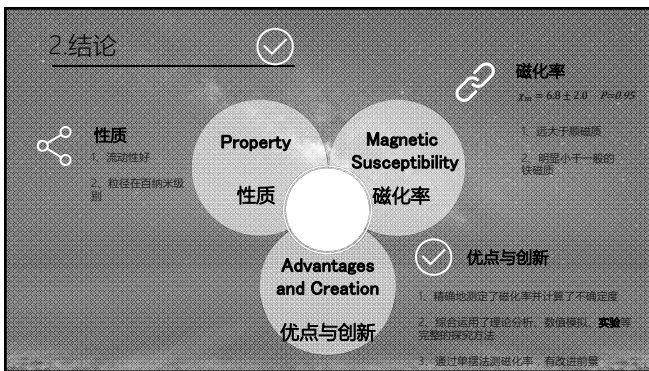 2.结论
磁化率
χm = 6.8 ± 2.0 P=0.95
1、远大于顺磁质
2、明显小于一般的
铁磁质
性质
1、流动性好
2、粒径在百纳米级
别
Property
性质
Magnetic
Susceptibility
磁化率
Advantages
and Creation
优点与创新
优点与创新
1、精确地测定了磁化率并计算了不确定度
2、综合运用了理论分析、数值模拟、实验等
完整的探究方法
3、通过单摆法测磁化率，有改进前景